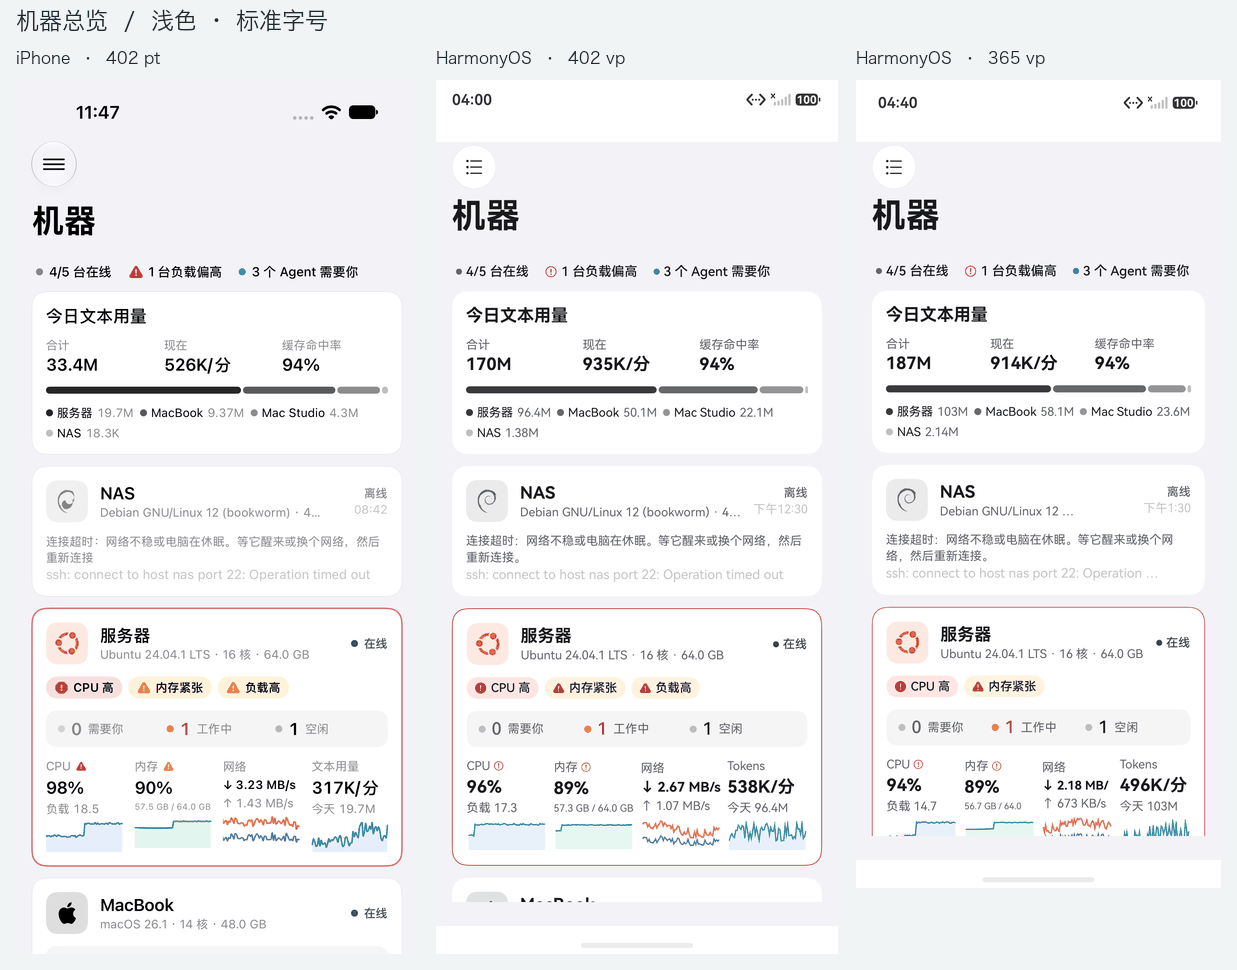 机器总览 / 浅色 · 标准字号
iPhone · 402 pt
11:47
机器
4/5 台在线 1 台负载偏高 3 个 Agent 需要你
今日文本用量
合计 现在 缓存命中率
33.4M 526K/分 94%
服务器 19.7M MacBook 9.37M Mac Studio 4.3M
NAS 18.3K
NAS 离线
Debian GNU/Linux 12 (bookworm) · 4... 08:42
连接超时：网络不稳或电脑在休眠。等它醒来或换个网络，然后
重新连接
ssh: connect to host nas port 22: Operation timed out
服务器 在线
Ubuntu 24.04.1 LTS · 16 核 · 64.0 GB
CPU 高 内存紧张 负载高
0 需要你 1 工作中 1 空闲
CPU 内存 网络 文本用量
98% 90% ↓ 3.23 MB/s 317K/分
负载 18.5 57.5 GB / 64.0 GB ↑ 1.43 MB/s 今天 19.7M
MacBook 在线
macOS 26.1 · 14 核 · 48.0 GB
HarmonyOS · 402 vp
04:00 100
机器
4/5 台在线 1 台负载偏高 3 个 Agent 需要你
今日文本用量
合计 现在 缓存命中率
170M 935K/分 94%
服务器 96.4M MacBook 50.1M Mac Studio 22.1M
NAS 1.38M
NAS 离线
Debian GNU/Linux 12 (bookworm) · 4... 下午12:30
连接超时：网络不稳或电脑在休眠。等它醒来或换个网络，然后
重新连接。
ssh: connect to host nas port 22: Operation timed out
服务器 在线
Ubuntu 24.04.1 LTS · 16 核 · 64.0 GB
CPU 高 内存紧张 负载高
0 需要你 1 工作中 1 空闲
CPU 内存 网络 Tokens
96% 89% ↓ 2.67 MB/s 538K/分
负载 17.3 57.3 GB / 64.0 GB ↑ 1.07 MB/s 今天 96.4M
MacBook
HarmonyOS · 365 vp
04:40 100
机器
4/5 台在线 1 台负载偏高 3 个 Agent 需要你
今日文本用量
合计 现在 缓存命中率
187M 914K/分 94%
服务器 103M MacBook 58.1M Mac Studio 23.6M
NAS 2.14M
NAS 离线
Debian GNU/Linux 12 ... 下午1:30
连接超时：网络不稳或电脑在休眠。等它醒来或换个网
络，然后重新连接。
ssh: connect to host nas port 22: Operation ...
服务器 在线
Ubuntu 24.04.1 LTS · 16 核 · 64.0 GB
CPU 高 内存紧张
0 需要你 1 工作中 1 空闲
CPU 内存 网络 Tokens
94% 89% ↓ 2.18 MB/ 496K/分
负载 14.7 56.7 GB / 64.0 ↑ 673 KB/s 今天 103M